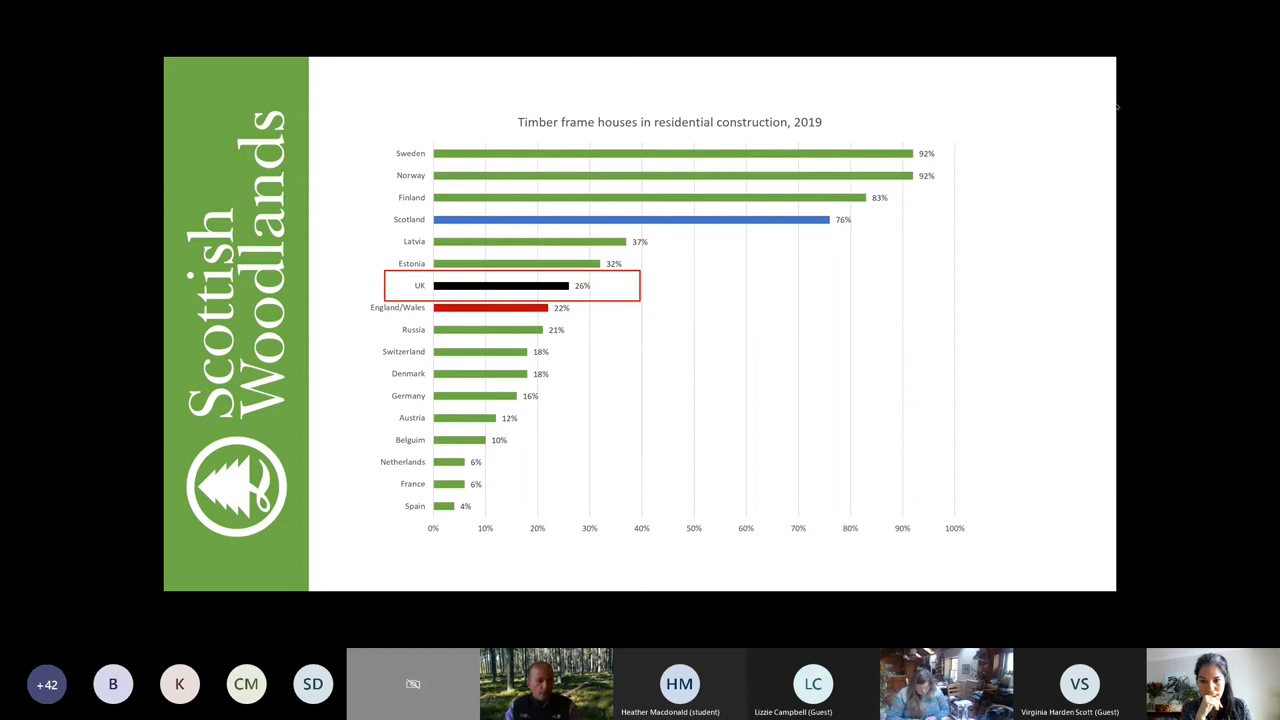 Scottish
Woodlands
Timber frame houses in residential construction, 2019
Sweden 92%
Norway 92%
Finland 83%
Scotland 76%
Latvia 37%
Estonia 32%
UK 26%
England/Wales 22%
Russia 21%
Switzerland 18%
Denmark 18%
Germany 16%
Austria 12%
Belguim 10%
Netherlands 6%
France 6%
Spain 4%
0% 10% 20% 30% 40% 50% 60% 70% 80% 90% 100%
+42 B K CM SD HM LC VS
Heather Macdonald (student) Lizzie Campbell (Guest) Virginia Harden Scott (Guest)